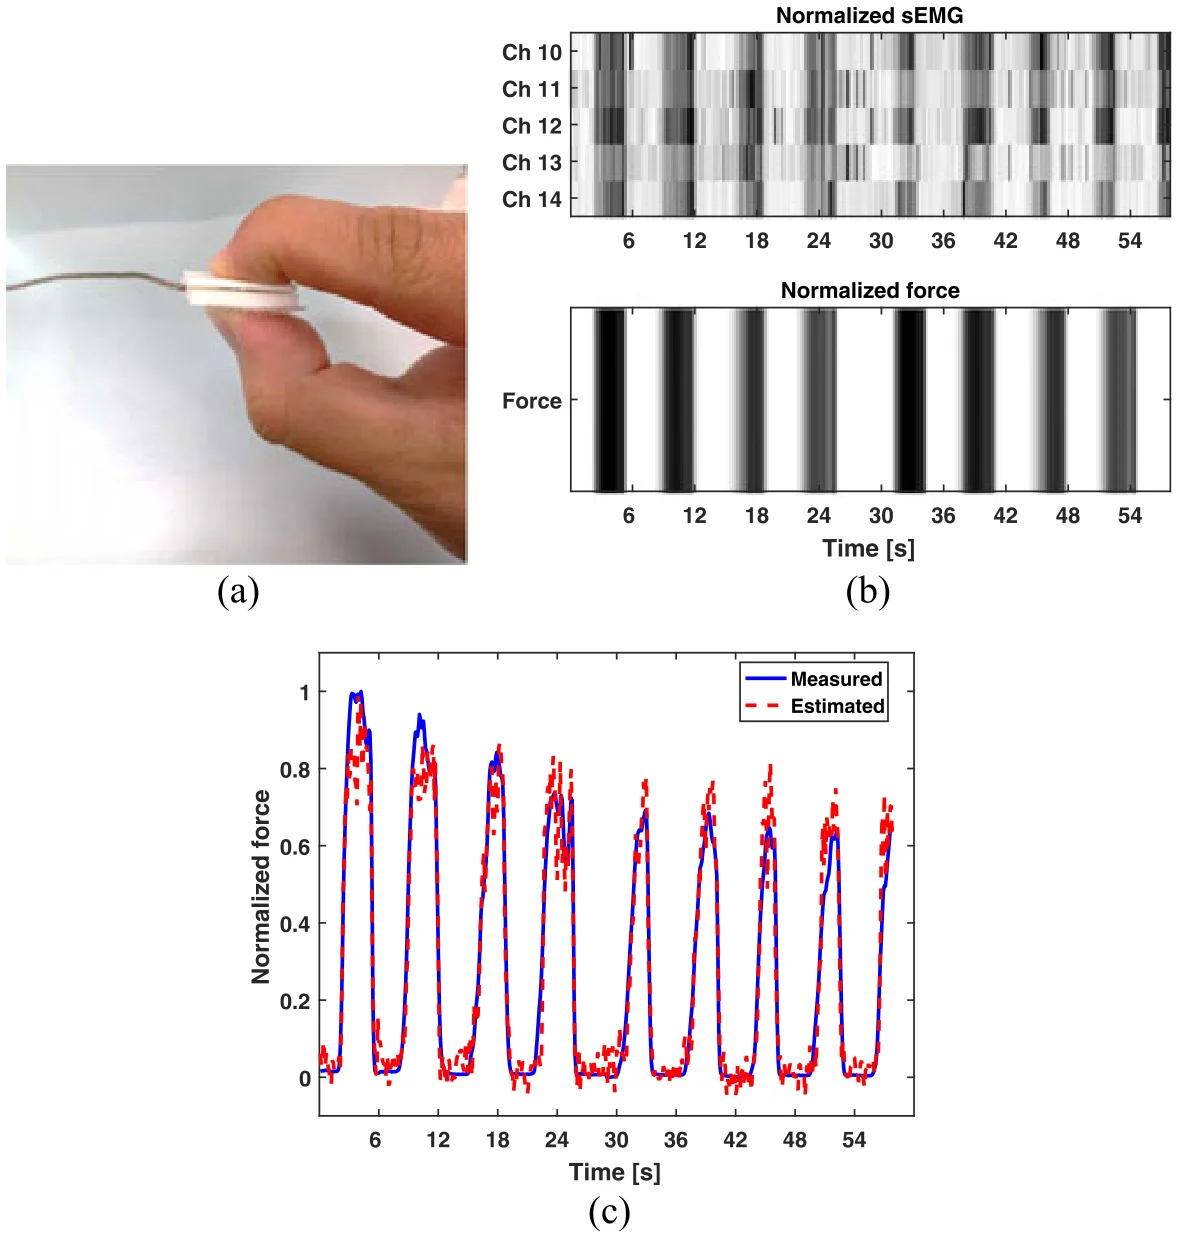 Normalized sEMG
Ch 10
Ch 11
Ch 12
Ch 13
Ch 14
6 12 18 24 30 36 42 48 54
Normalized force
Force
6 12 18 24 30 36 42 48 54
Time [s]
(a)
(b)
Measured
Estimated
Normalized force
1
0.8
0.6
0.4
0.2
0
6 12 18 24 30 36 42 48 54
Time [s]
(c)